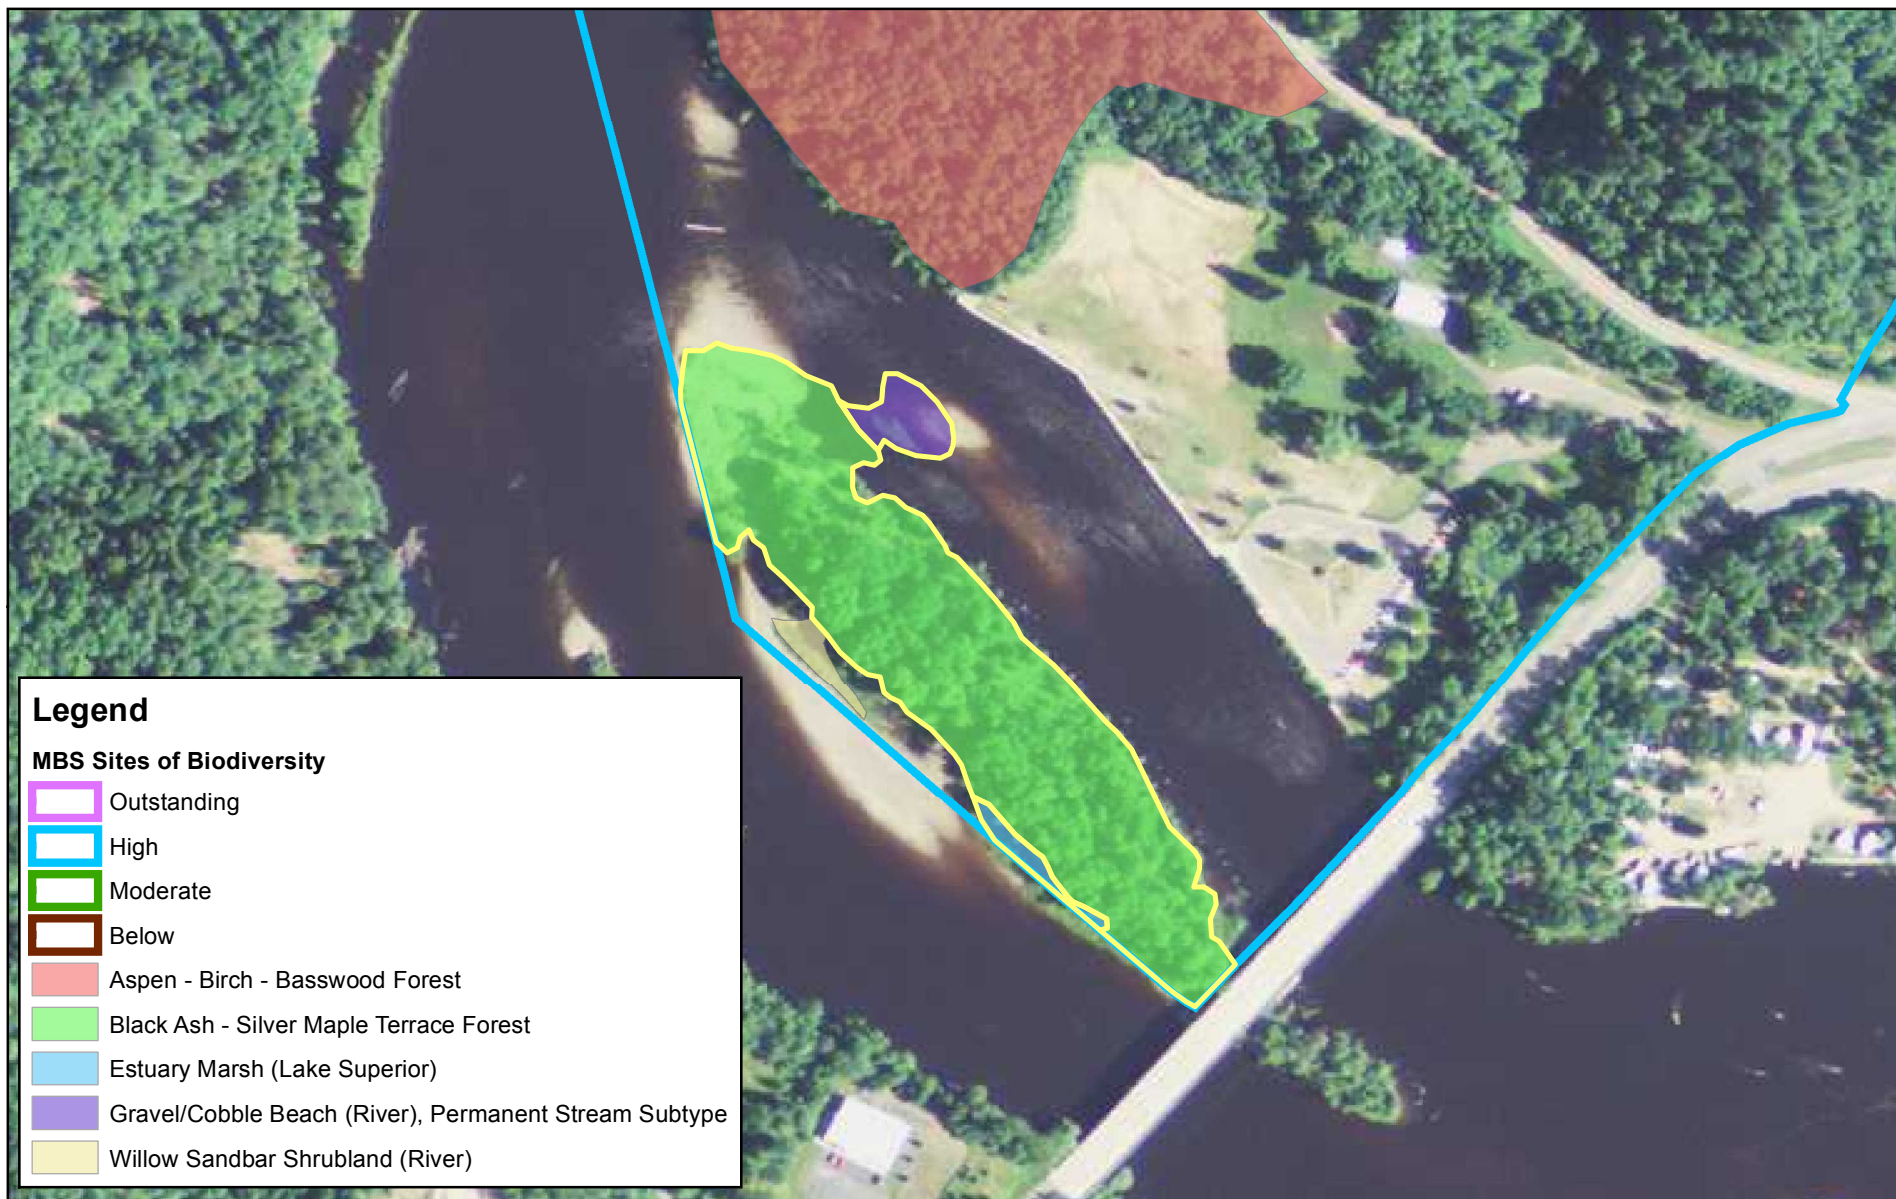 Legend
MBS Sites of Biodiversity
Outstanding
High
Moderate
Below
Aspen - Birch - Basswood Forest
Black Ash - Silver Maple Terrace Forest
Estuary Marsh (Lake Superior)
Gravel/Cobble Beach (River), Permanent Stream Subtype
Willow Sandbar Shrubland (River)